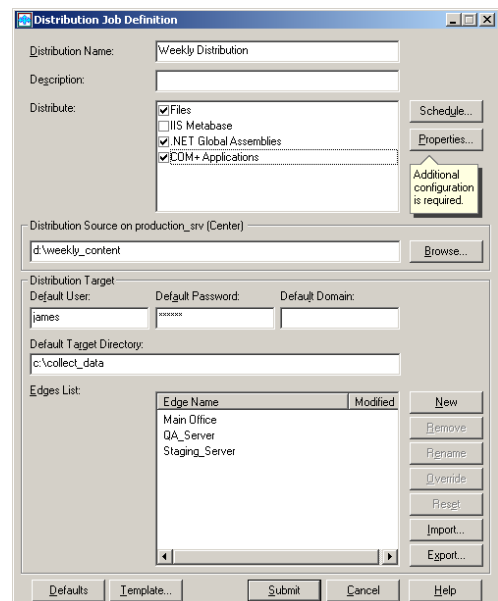 Distribution Job Definition
Distribution Name:
Weekly Distribution
Description:
Distribute:
Files
IIS Metabase
.NET Global Assemblies
COM+ Applications
Schedule...
Properties...
Additional
configuration
is required.
Distribution Source on production_srv (Center)
d:\weekly_content
Browse...
Distribution Target
Default User:
Default Password:
Default Domain:
james
xxxxxx
Default Target Directory:
c:\collect_data
Edges List:
Edge Name
Modified
Main Office
QA_Server
Staging_Server
New
Remove
Rename
Override
Reset
Import...
Export...
Defaults
Template...
Submit
Cancel
Help